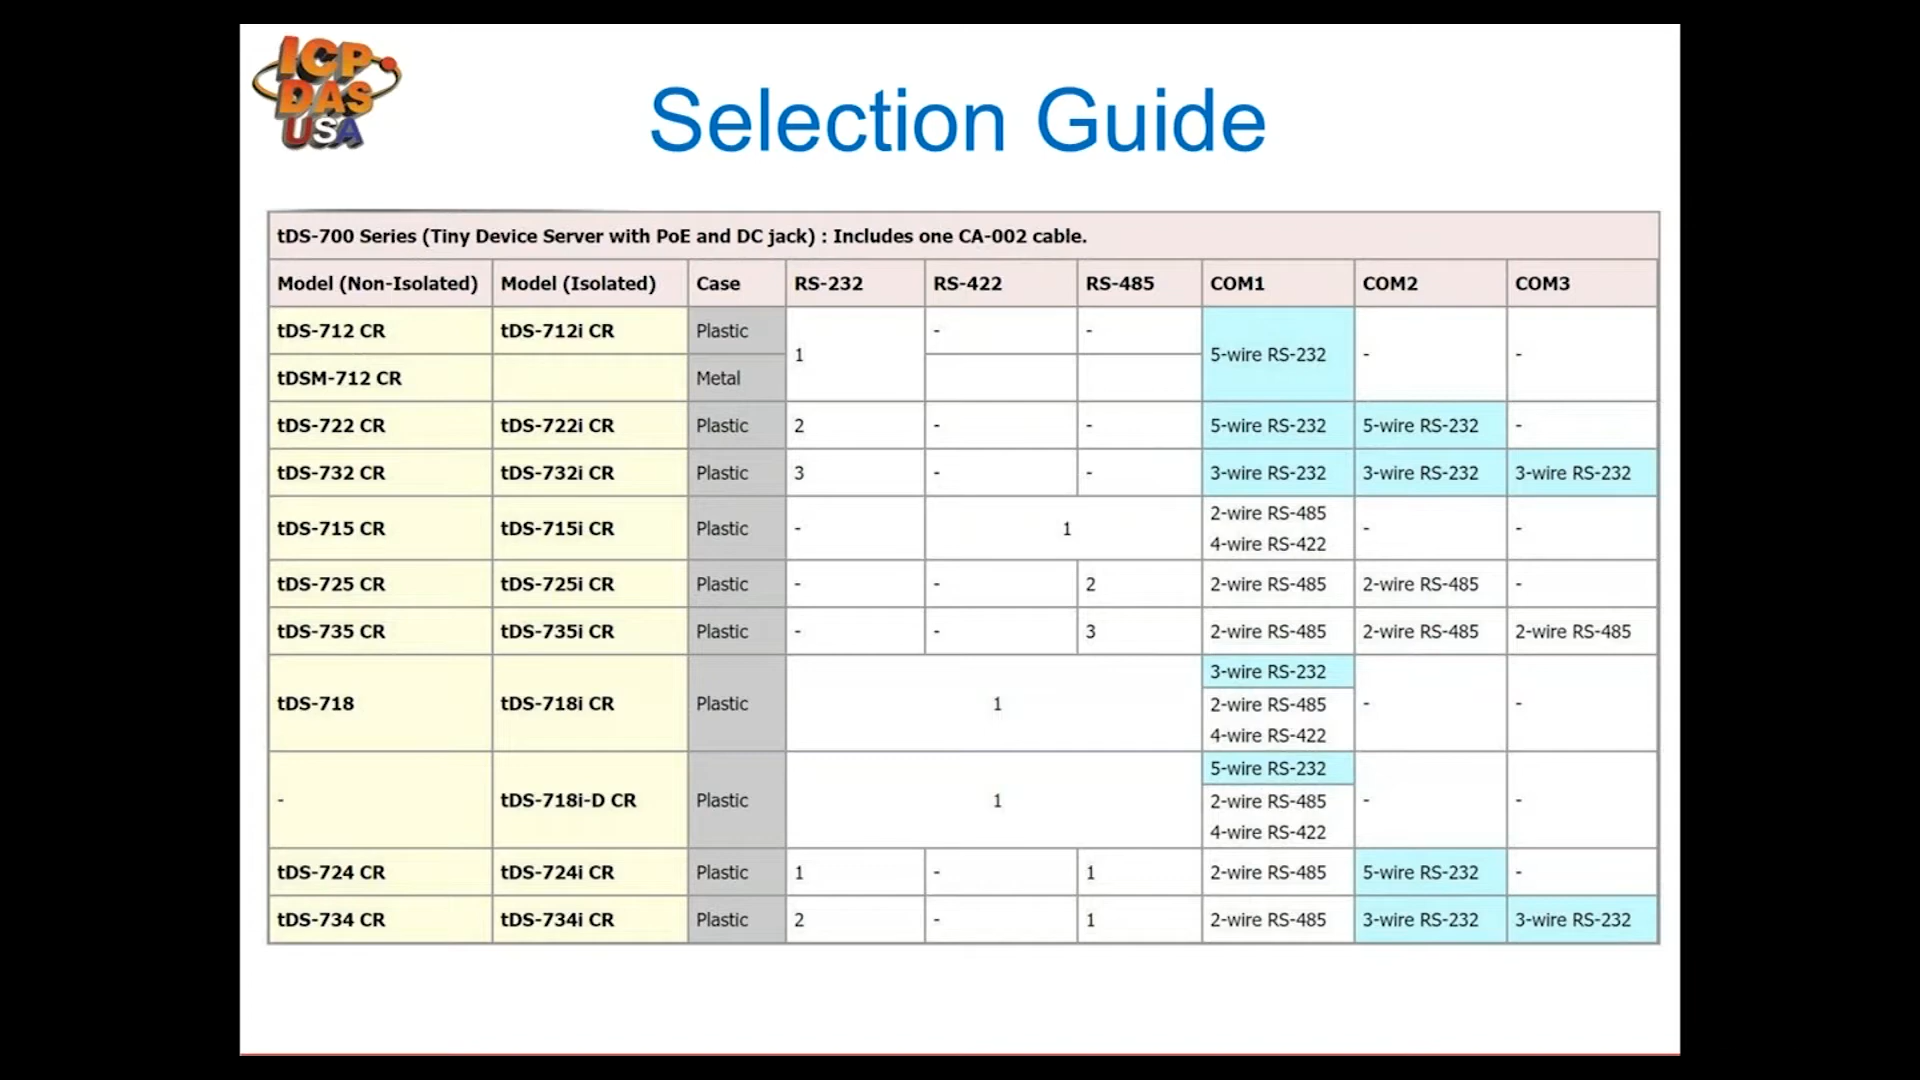 ICP
DAS
USA
Selection Guide
tDS-700 Series (Tiny Device Server with PoE and DC jack) : Includes one CA-002 cable.
Model (Non-Isolated) Model (Isolated) Case RS-232 RS-422 RS-485 COM1 COM2 COM3
tDS-712 CR tDS-712i CR Plastic 1 - - 5-wire RS-232 - -
tDSM-712 CR Metal
tDS-722 CR tDS-722i CR Plastic 2 - - 5-wire RS-232 5-wire RS-232 -
tDS-732 CR tDS-732i CR Plastic 3 - - 3-wire RS-232 3-wire RS-232 3-wire RS-232
tDS-715 CR tDS-715i CR Plastic - 1 2-wire RS-485 - -
4-wire RS-422
tDS-725 CR tDS-725i CR Plastic - - 2 2-wire RS-485 2-wire RS-485 -
tDS-735 CR tDS-735i CR Plastic - - 3 2-wire RS-485 2-wire RS-485 2-wire RS-485
3-wire RS-232
tDS-718 tDS-718i CR Plastic 1 2-wire RS-485 - -
4-wire RS-422
5-wire RS-232
- tDS-718i-D CR Plastic 1 2-wire RS-485 - -
4-wire RS-422
tDS-724 CR tDS-724i CR Plastic 1 - 1 2-wire RS-485 5-wire RS-232 -
tDS-734 CR tDS-734i CR Plastic 2 - 1 2-wire RS-485 3-wire RS-232 3-wire RS-232